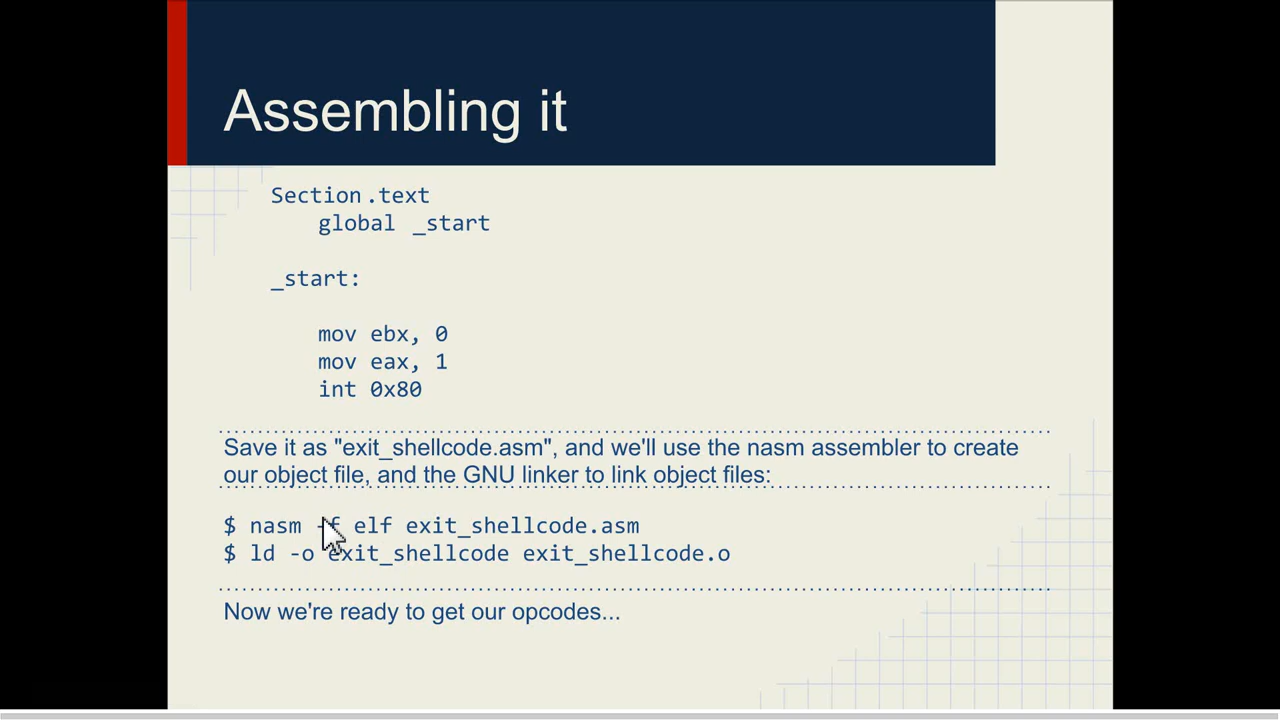 Assembling it
Section .text
global _start
_start:
mov ebx, 0
mov eax, 1
int 0x80
Save it as "exit_shellcode.asm", and we'll use the nasm assembler to create
our object file, and the GNU linker to link object files:
$ nasm -f elf exit_shellcode.asm
$ ld -o exit_shellcode exit_shellcode.o
Now we're ready to get our opcodes...